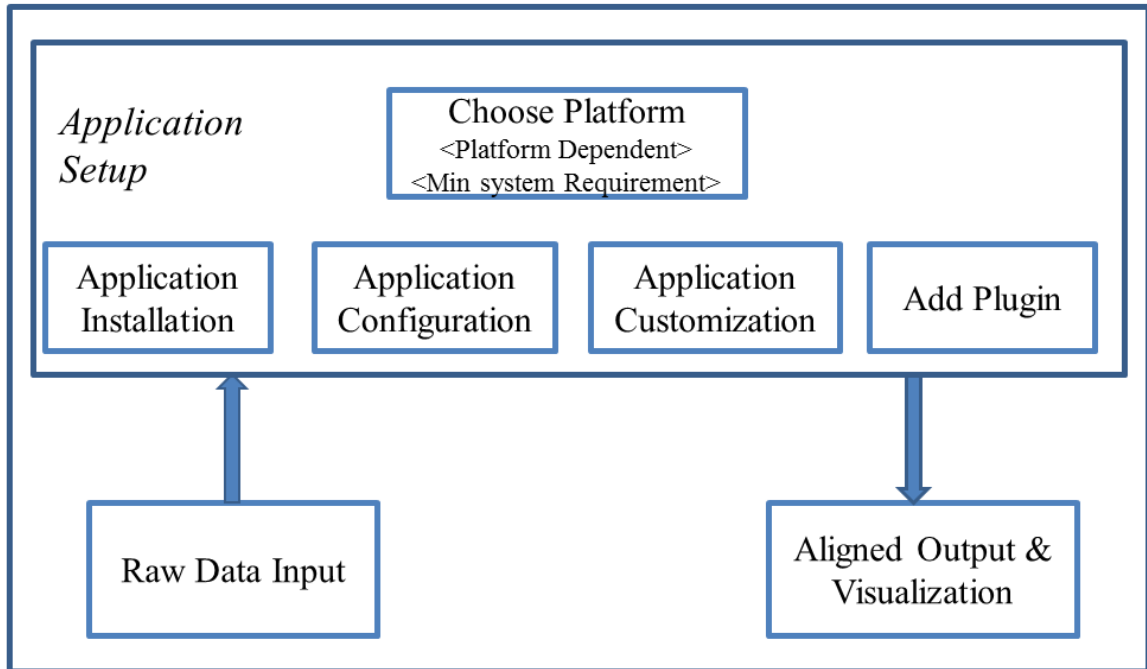 Application
Setup
Choose Platform
<Platform Dependent>
<Min system Requirement>
Application
Installation
Application
Configuration
Application
Customization
Add Plugin
Raw Data Input
Aligned Output &
Visualization